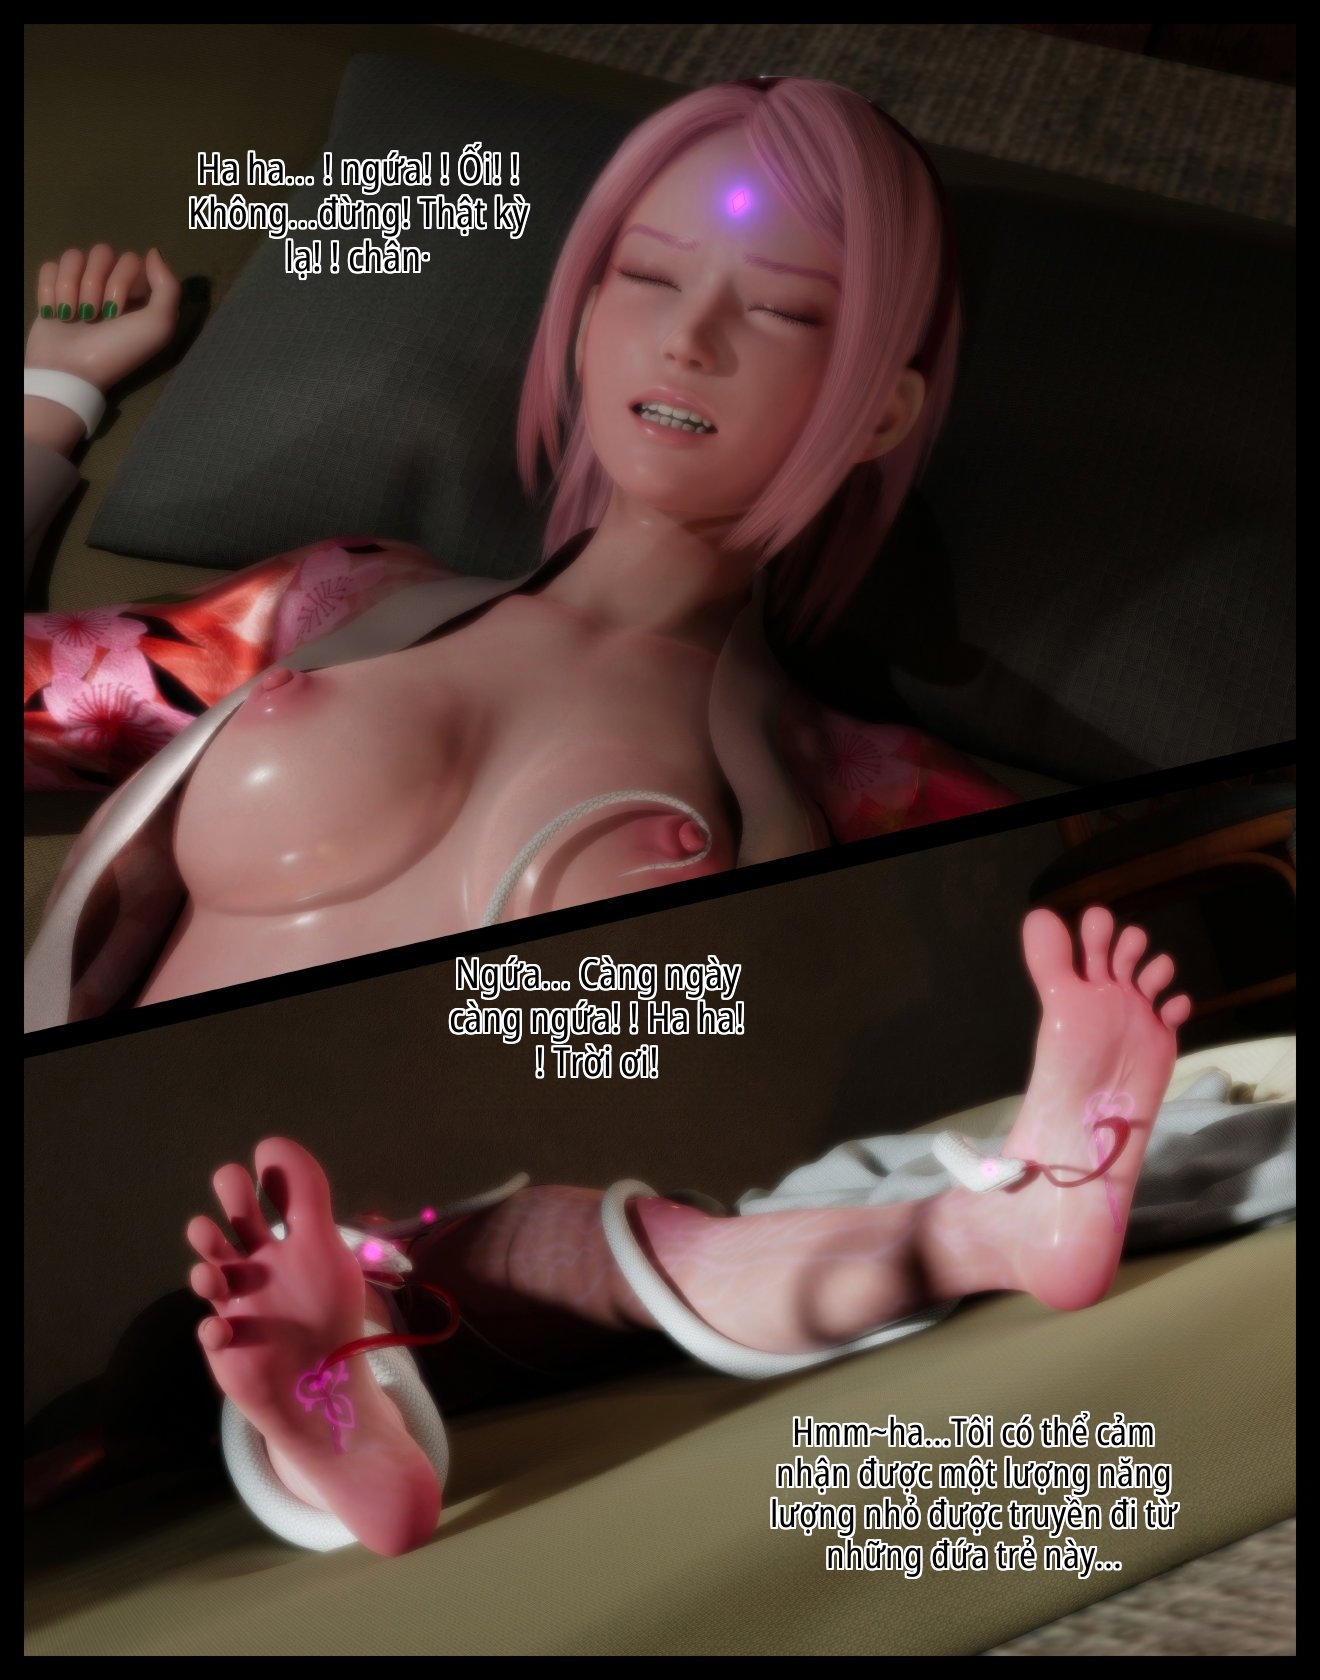 Ha ha... ! ngứa! ! Ối! !
Không...đừng! Thật kỳ
lạ! ! chân·
Ngứa... Càng ngày
càng ngứa! ! Ha ha!
! Trời ơi!
Hmm~ha...Tôi có thể cảm
nhận được một lượng năng
lượng nhỏ được truyền đi từ
những đứa trẻ này...